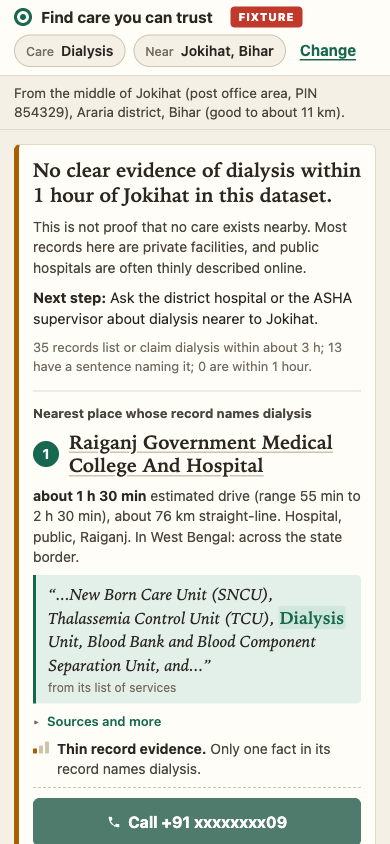 Find care you can trust FIXTURE
Care Dialysis Near Jokihat, Bihar Change
From the middle of Jokihat (post office area, PIN
854329), Araria district, Bihar (good to about 11 km).
No clear evidence of dialysis within
1 hour of Jokihat in this dataset.
This is not proof that no care exists nearby. Most
records here are private facilities, and public
hospitals are often thinly described online.
Next step: Ask the district hospital or the ASHA
supervisor about dialysis nearer to Jokihat.
35 records list or claim dialysis within about 3 h; 13
have a sentence naming it; 0 are within 1 hour.
Nearest place whose record names dialysis
1 Raiganj Government Medical
College And Hospital
about 1 h 30 min estimated drive (range 55 min to
2 h 30 min), about 76 km straight-line. Hospital,
public, Raiganj. In West Bengal: across the state
border.
“…New Born Care Unit (SNCU),
Thalassemia Control Unit (TCU), Dialysis
Unit, Blood Bank and Blood Component
Separation Unit, and…”
from its list of services
Sources and more
Thin record evidence. Only one fact in its
record names dialysis.
Call +91 xxxxxxxx09